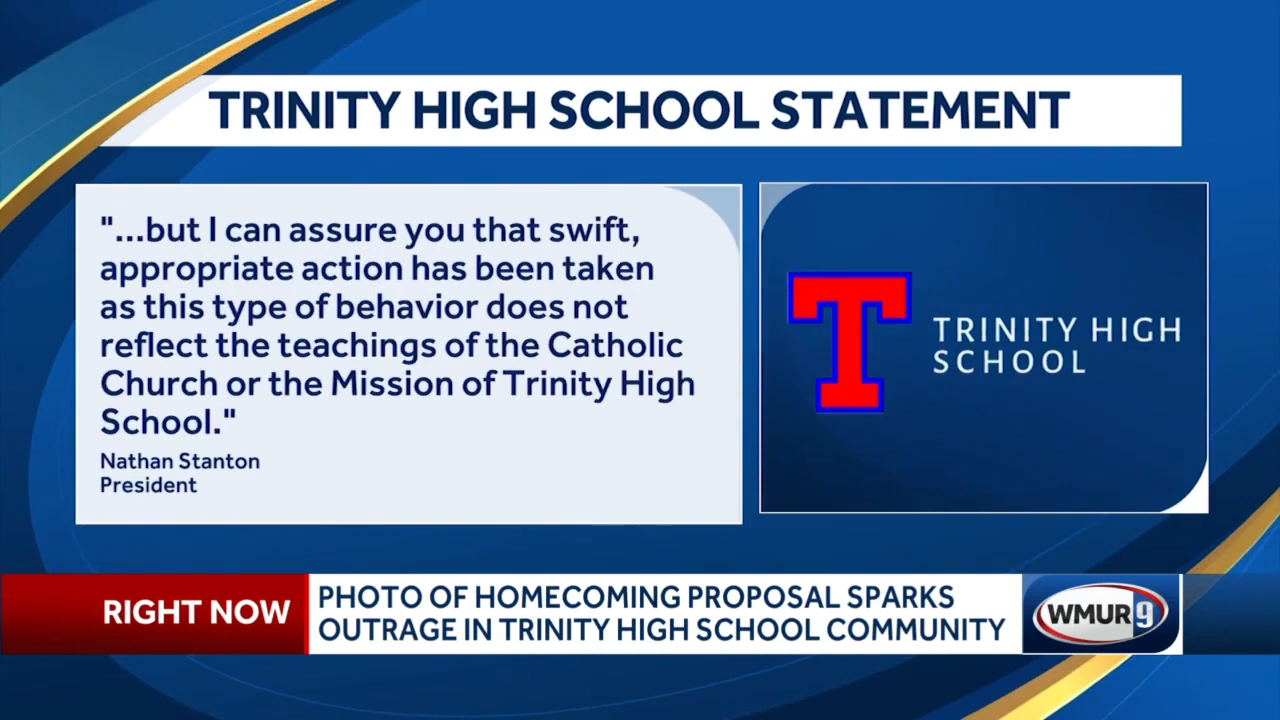 TRINITY HIGH SCHOOL STATEMENT
"...but I can assure you that swift,
appropriate action has been taken
as this type of behavior does not
reflect the teachings of the Catholic
Church or the Mission of Trinity High
School."
Nathan Stanton
President
T
TRINITY HIGH
SCHOOL
RIGHT NOW
PHOTO OF HOMECOMING PROPOSAL SPARKS
OUTRAGE IN TRINITY HIGH SCHOOL COMMUNITY
WMUR9